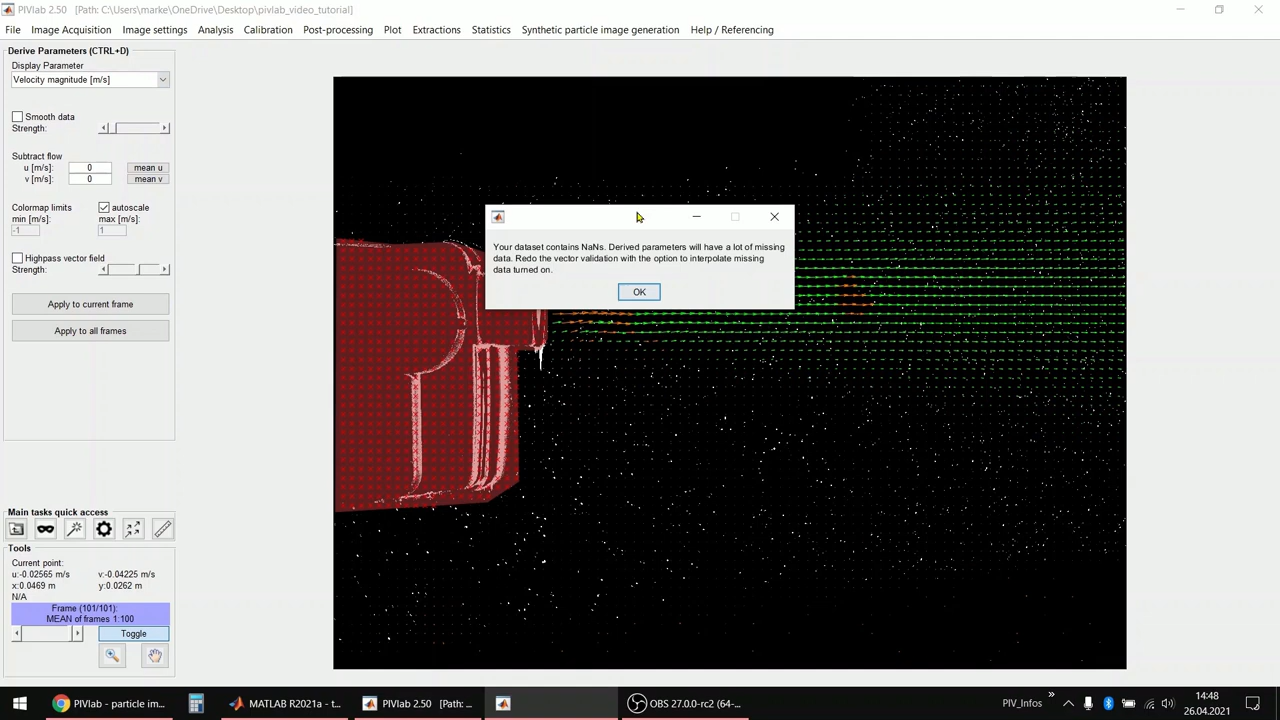 PIVlab 2.50 [Path: C:\Users\marke\OneDrive\Desktop\pivlab_video_tutorial]
File Image Acquisition Image settings Analysis Calibration Post-processing Plot Extractions Statistics Synthetic particle image generation Help / Referencing
Derive Parameters (CTRL+D)
Display Parameter
Velocity magnitude [m/s]
Smooth data
Strength:
Subtract flow
u [m/s]: 0 mean u
v [m/s]: 0 mean v
Colormap limits autoscale
min [m/s]: max [m/s]:
-1 1
Highpass vector field
Strength:
Apply to current frame
Apply to all frames
Your dataset contains NaNs. Derived parameters will have a lot of missing
data. Redo the vector validation with the option to interpolate missing
data turned on.
OK
Main tasks quick access
Tools
Current point:
u:-0.02565 m/s v:-0.04225 m/s
x:0.0469 m y:0.0262 m
N/A
Frame (101/101):
MEAN of frames 1:100
Toggle
PIVlab - particle im...
MATLAB R2021a - t...
PIVlab 2.50 [Path: ...
OBS 27.0.0-rc2 (64-...
PIV_Infos
14:48
26.04.2021